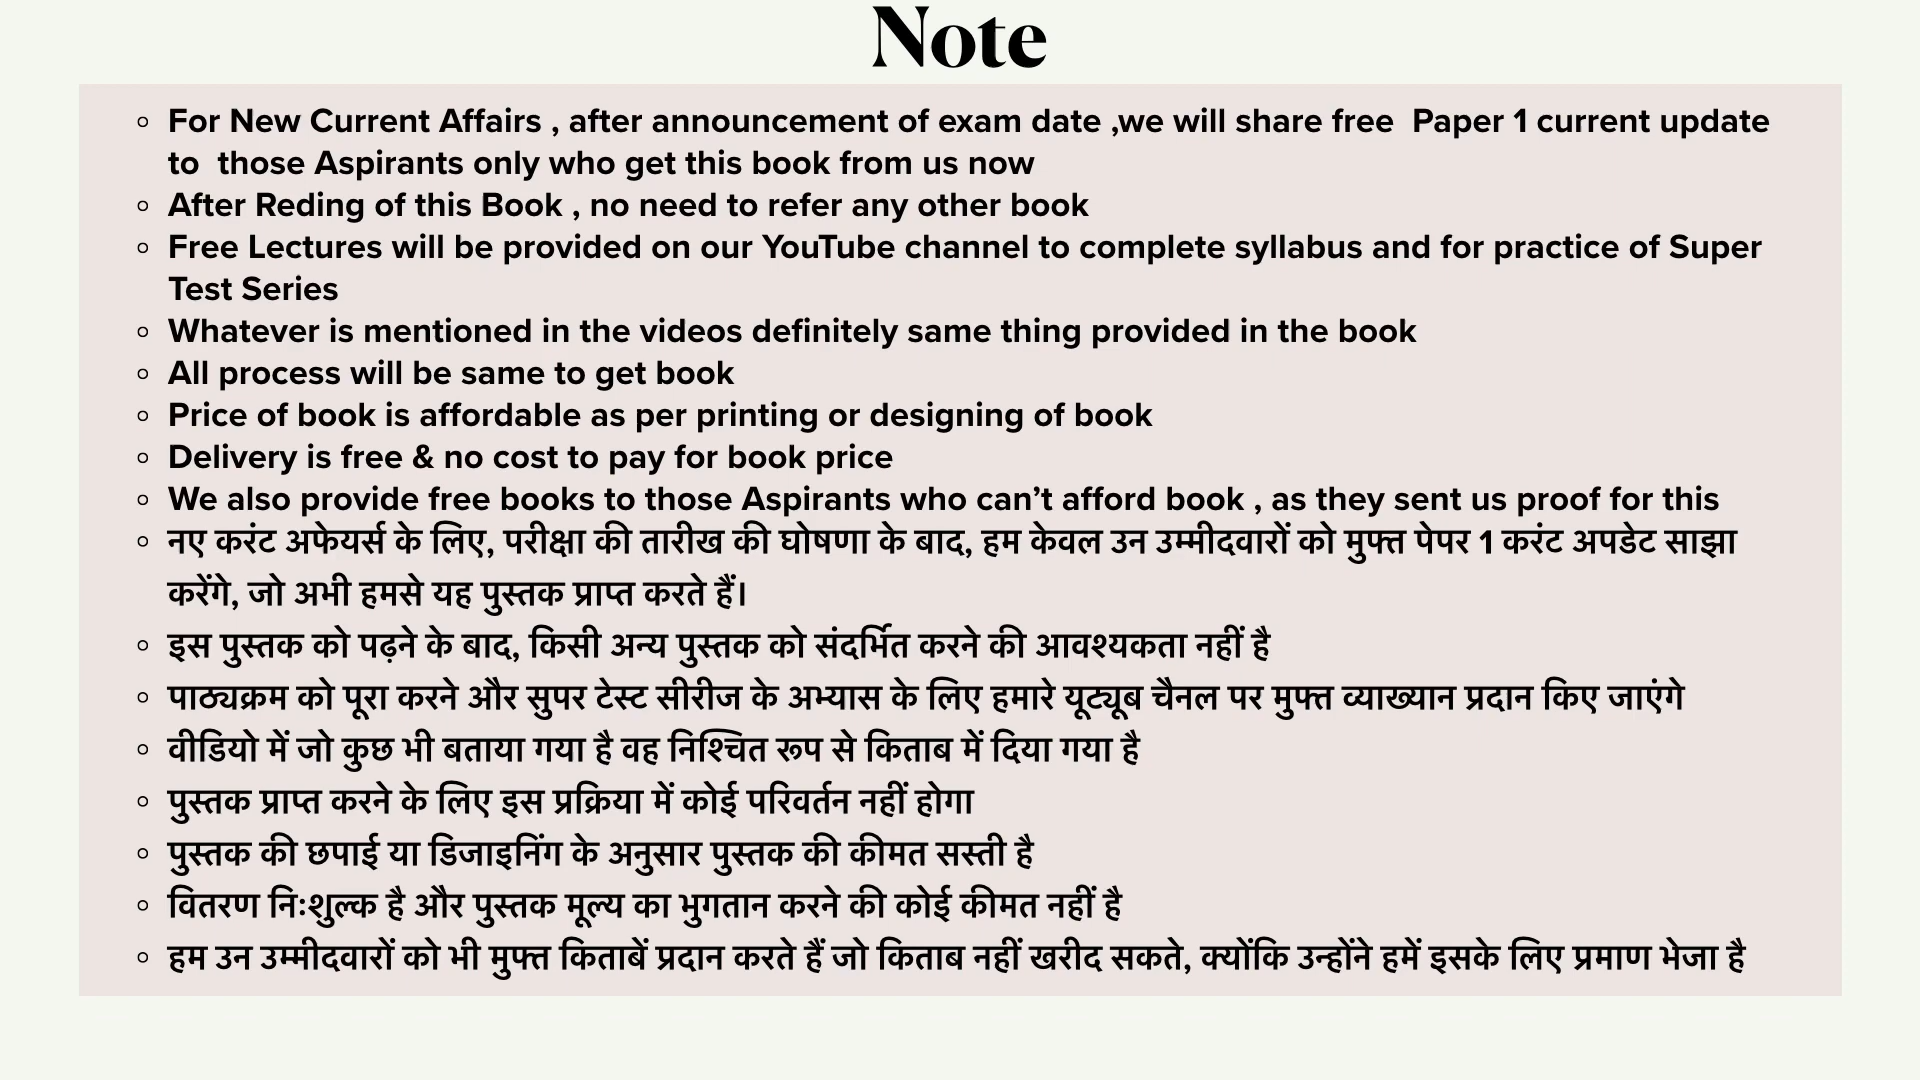 Note
For New Current Affairs , after announcement of exam date ,we will share free  Paper 1 current update
to  those Aspirants only who get this book from us now
After Reding of this Book , no need to refer any other book
Free Lectures will be provided on our YouTube channel to complete syllabus and for practice of Super
Test Series
Whatever is mentioned in the videos definitely same thing provided in the book
All process will be same to get book
Price of book is affordable as per printing or designing of book
Delivery is free & no cost to pay for book price
We also provide free books to those Aspirants who can’t afford book , as they sent us proof for this
नए करंट अफेयर्स के लिए, परीक्षा की तारीख की घोषणा के बाद, हम केवल उन उम्मीदवारों को मुफ्त पेपर 1 करंट अपडेट साझा
करेंगे, जो अभी हमसे यह पुस्तक प्राप्त करते हैं।
इस पुस्तक को पढ़ने के बाद, किसी अन्य पुस्तक को संदर्भित करने की आवश्यकता नहीं है
पाठ्यक्रम को पूरा करने और सुपर टेस्ट सीरीज के अभ्यास के लिए हमारे यूट्यूब चैनल पर मुफ्त व्याख्यान प्रदान किए जाएंगे
वीडियो में जो कुछ भी बताया गया है वह निश्चित रूप से किताब में दिया गया है
पुस्तक प्राप्त करने के लिए इस प्रक्रिया में कोई परिवर्तन नहीं होगा
पुस्तक की छपाई या डिजाइनिंग के अनुसार पुस्तक की कीमत सस्ती है
वितरण निःशुल्क है और पुस्तक मूल्य का भुगतान करने की कोई कीमत नहीं है
हम उन उम्मीदवारों को भी मुफ्त किताबें प्रदान करते हैं जो किताब नहीं खरीद सकते, क्योंकि उन्होंने हमें इसके लिए प्रमाण भेजा है